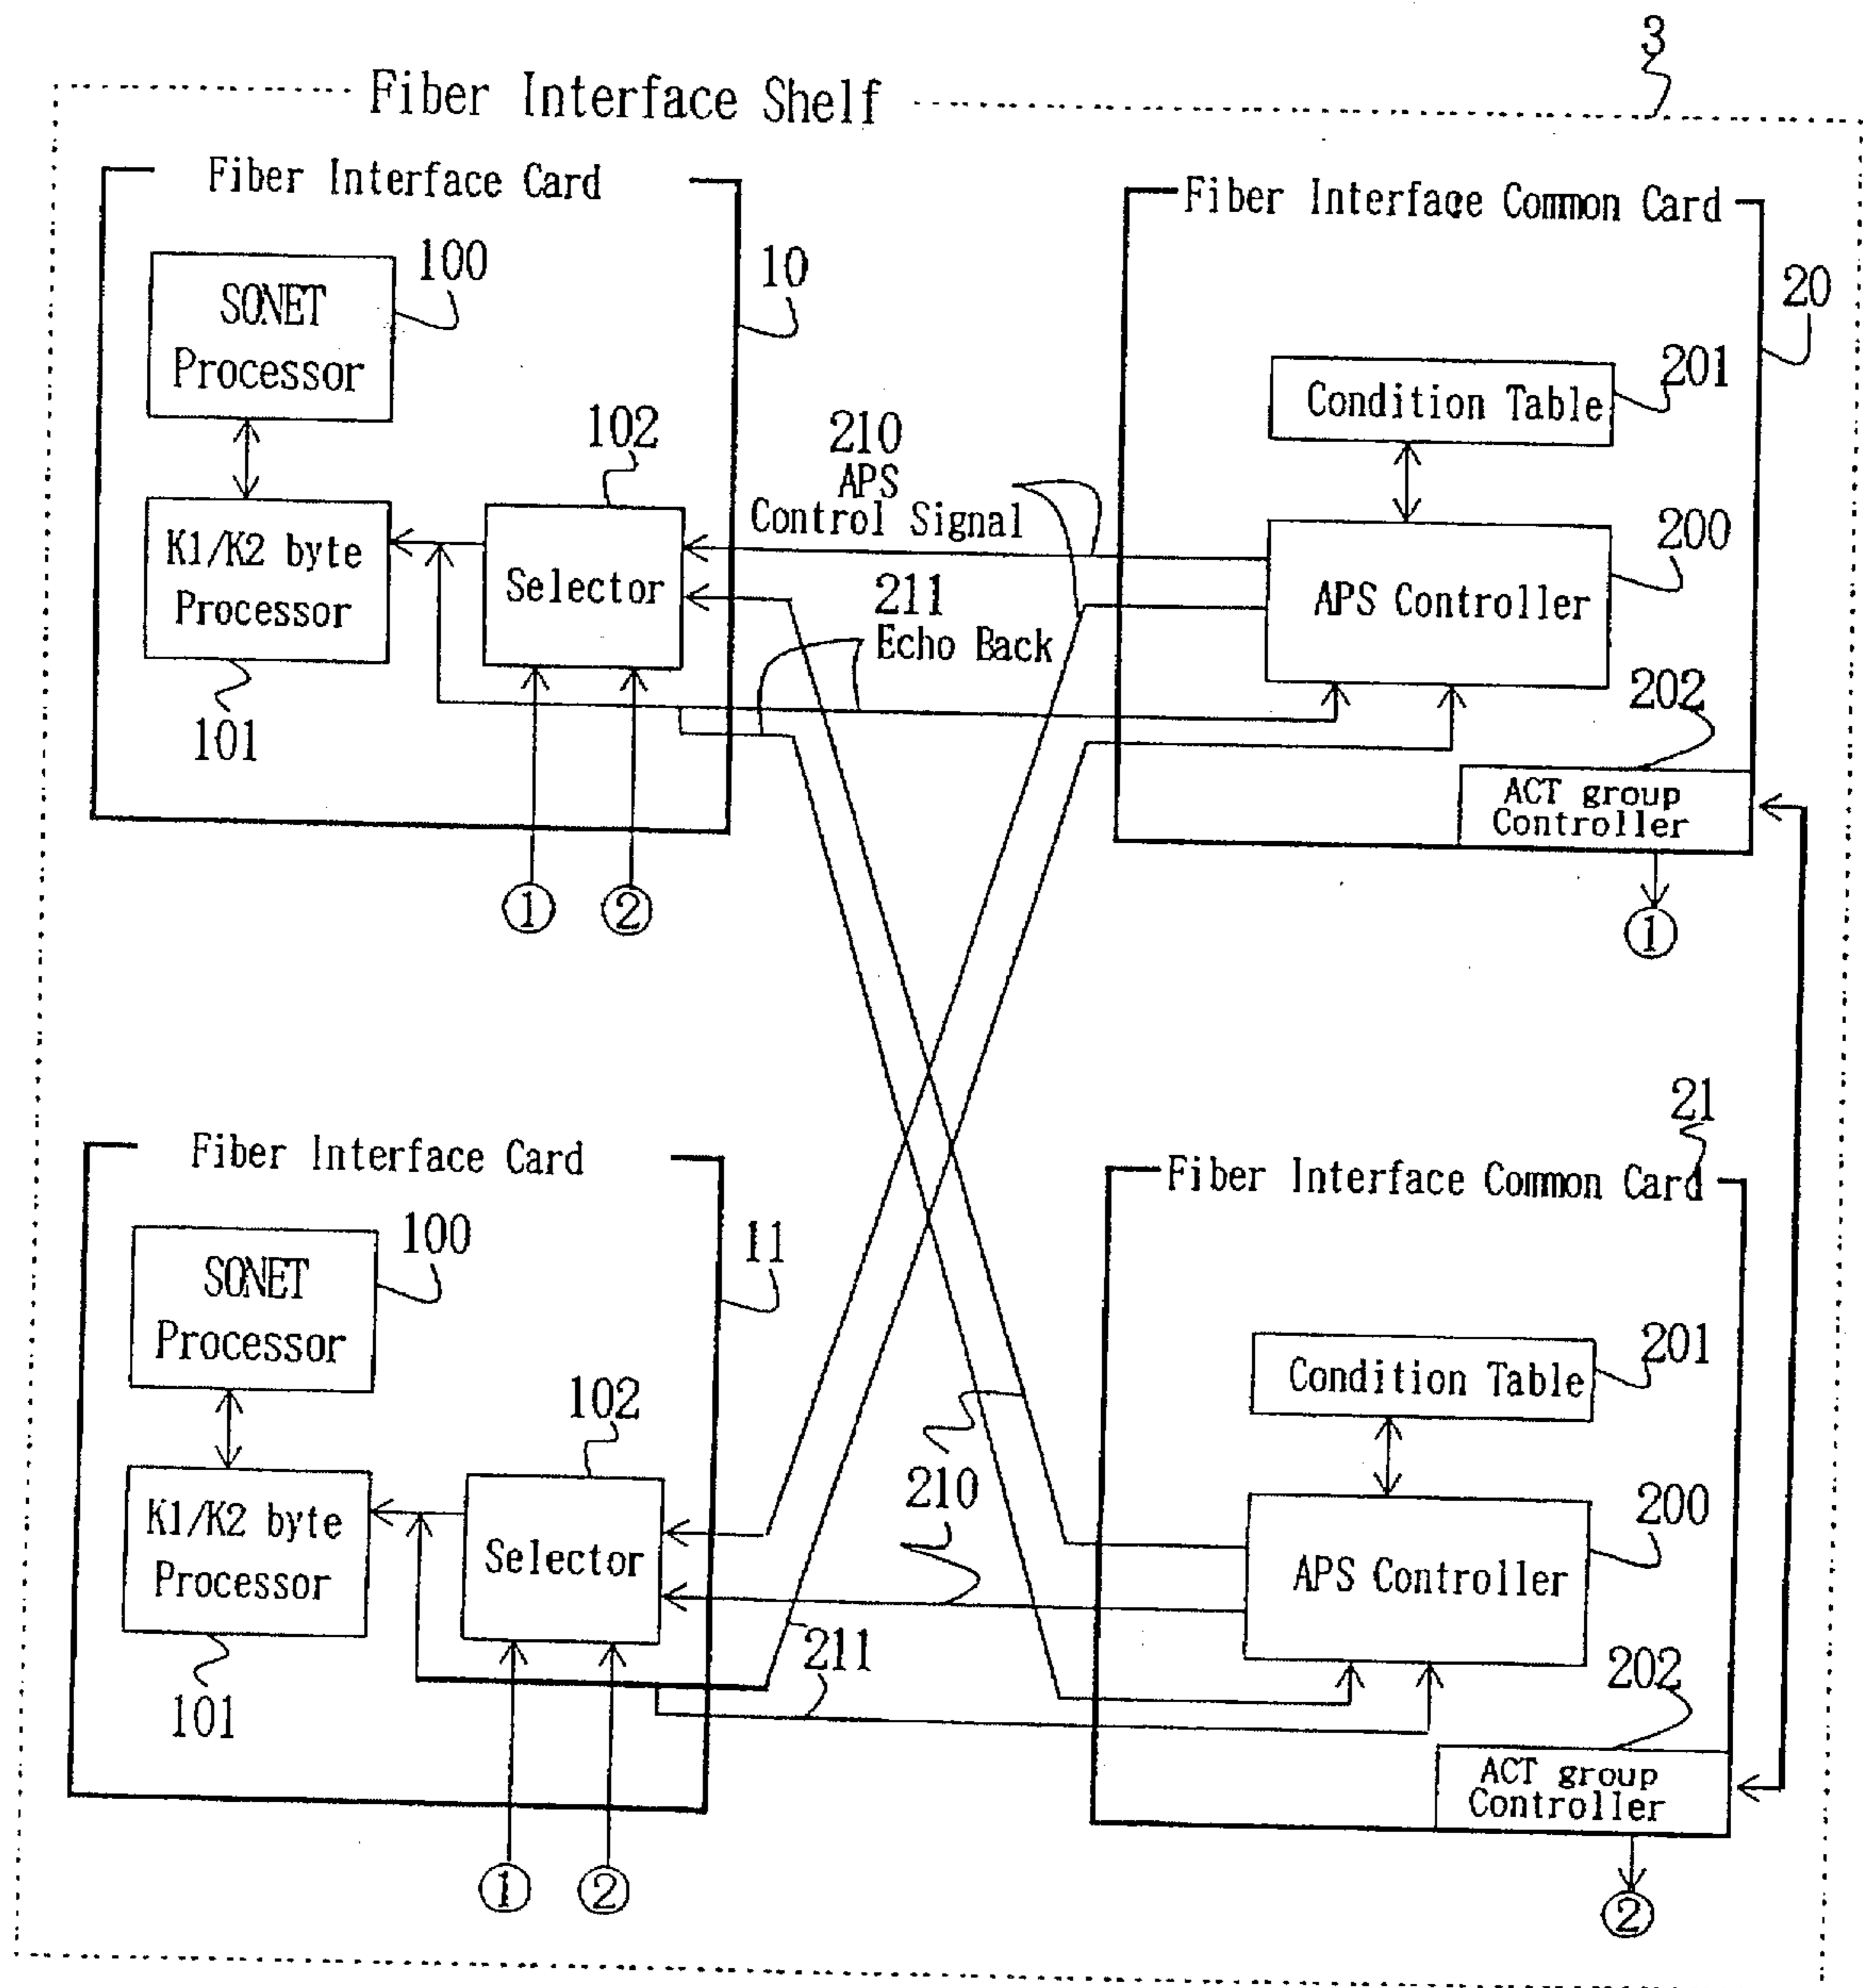 3
Fiber Interface Shelf
Fiber Interface Card
10
SONET
Processor
100
102
K1/K2 byte
Processor
101
Selector
①
②
210
APS
Control Signal
211
Echo Back
Fiber Interface Common Card
20
Condition Table
201
APS Controller
200
202
ACT group
Controller
①
Fiber Interface Card
11
SONET
Processor
100
102
K1/K2 byte
Processor
101
Selector
①
②
210
211
21
Fiber Interface Common Card
Condition Table
201
APS Controller
200
202
ACT group
Controller
②